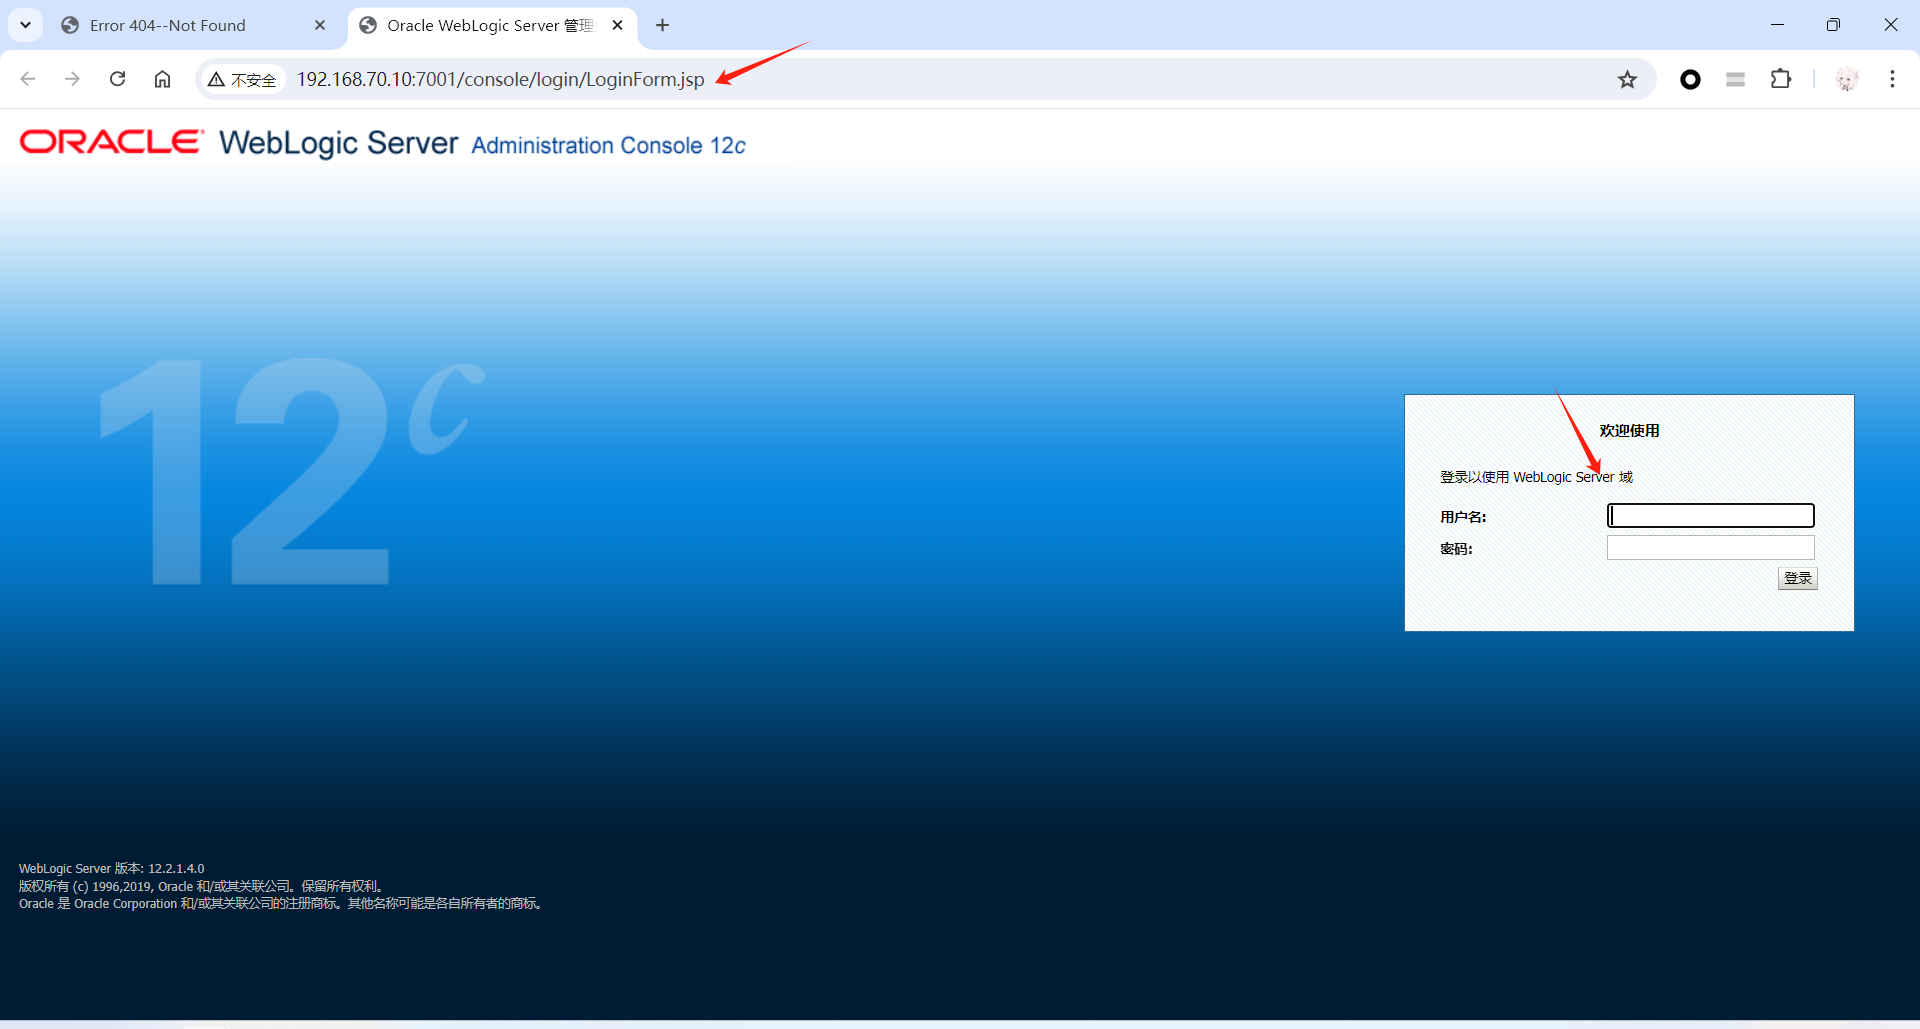 Error 404--Not Found
Oracle WebLogic Server 管理
不安全
192.168.70.10:7001/console/login/LoginForm.jsp
ORACLE WebLogic Server Administration Console 12c
12c
欢迎使用
登录以使用 WebLogic Server 域
用户名:
密码:
登录
WebLogic Server 版本: 12.2.1.4.0
版权所有 (c) 1996,2019, Oracle 和/或其关联公司。保留所有权利。
Oracle 是 Oracle Corporation 和/或其关联公司的注册商标。其他名称可能是各自所有者的商标。